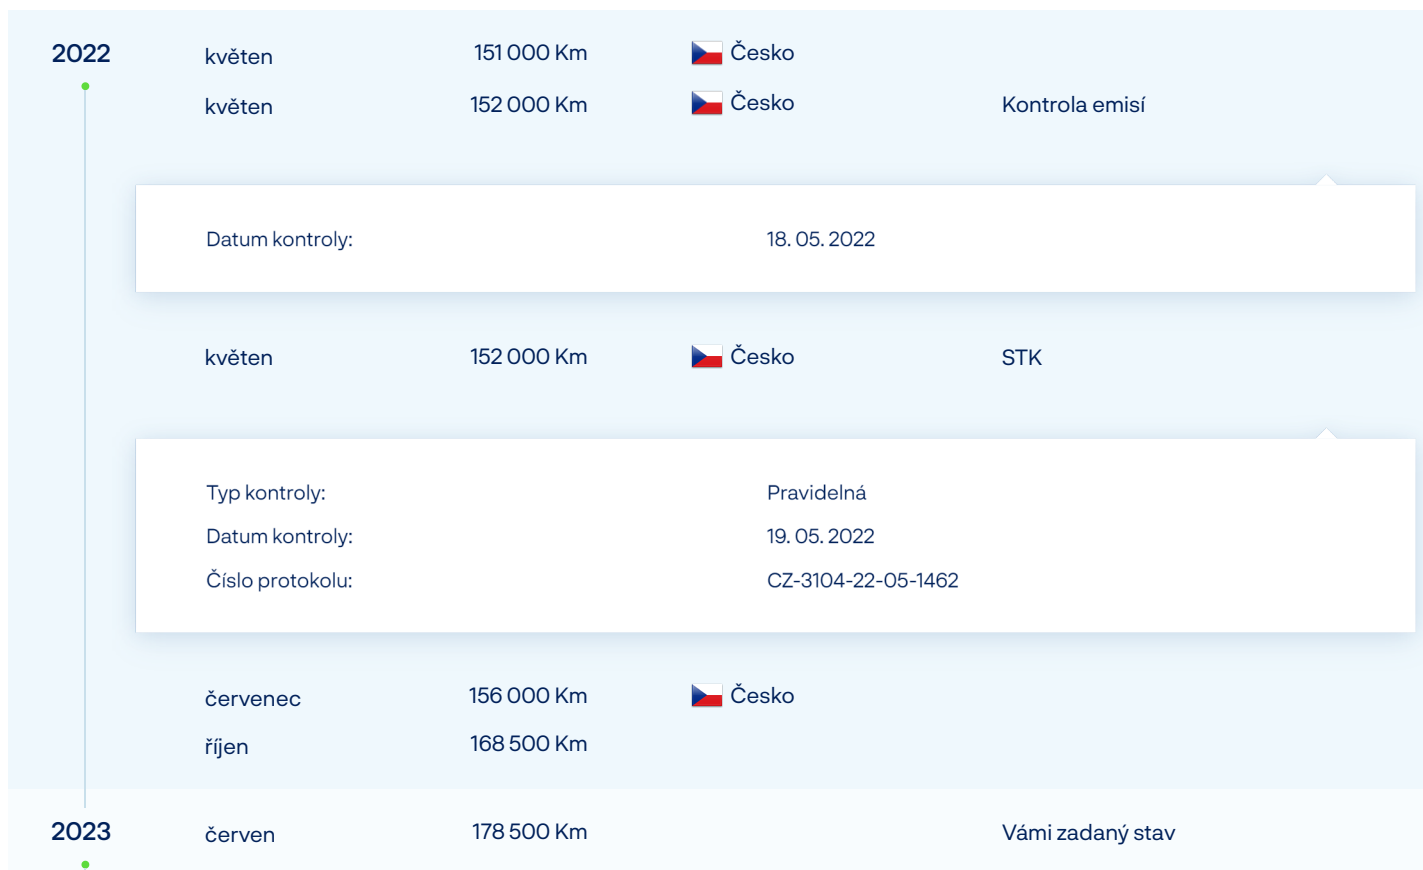 2022 květen 151 000 Km Česko
květen 152 000 Km Česko Kontrola emisí
Datum kontroly: 18. 05. 2022
květen 152 000 Km Česko STK
Typ kontroly: Pravidelná
Datum kontroly: 19. 05. 2022
Číslo protokolu: CZ-3104-22-05-1462
červenec 156 000 Km Česko
říjen 168 500 Km
2023 červen 178 500 Km Vámi zadaný stav